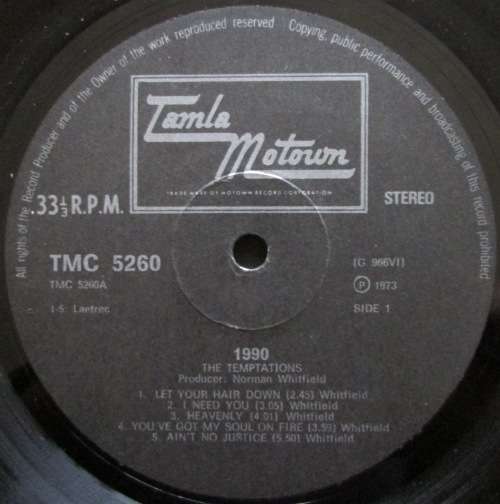 All rights of the Record Producer and of the Owner of the work reproduced reserved Copying, public performance and broadcasting of this record prohibited
Tamla
Motown
TRADE MARK OF MOTOWN RECORD CORPORATION
.33⅓ R.P.M.
STEREO
TMC 5260
TMC 5260A
1-5: Laetrec
(G 966VI)
℗ 1973
SIDE 1
1990
THE TEMPTATIONS
Producer: Norman Whitfield
1. LET YOUR HAIR DOWN (2.45) Whitfield
2. I NEED YOU (3.05) Whitfield
3. HEAVENLY (4.01) Whitfield
4. YOU'VE GOT MY SOUL ON FIRE (3.59) Whitfield
5. AIN'T NO JUSTICE (5.50) Whitfield